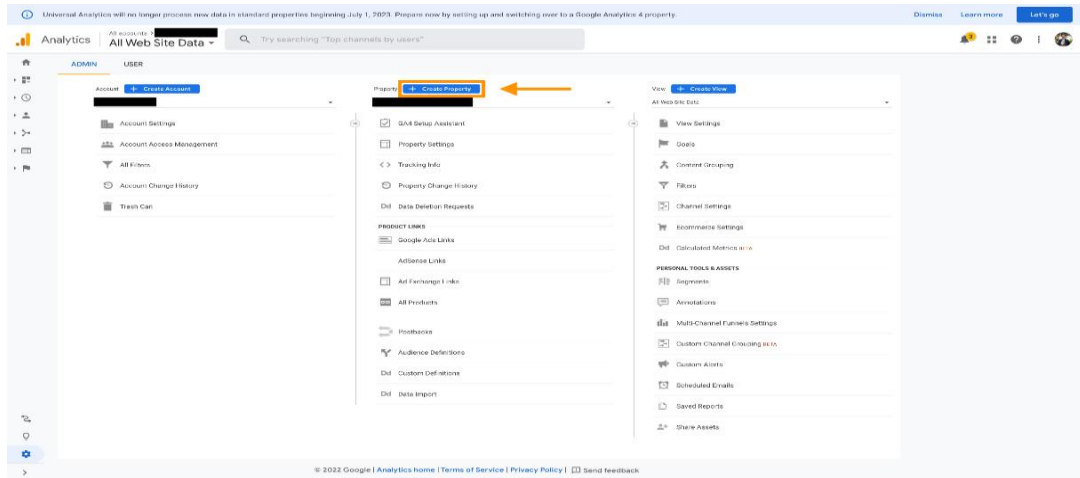 Universal Analytics will no longer process new data in standard properties beginning July 1, 2023. Prepare now by setting up and switching over to a Google Analytics 4 property.
Dismiss
Learn more
Let's go
Analytics
All accounts >
All Web Site Data
Try searching "Top channels by users"
ADMIN
USER
Account
+ Create Account
Account Settings
Account Access Management
All Filters
Account Change History
Trash Can
Property
+ Create Property
GA4 Setup Assistant
Property Settings
<> Tracking Info
Property Change History
Dd Data Deletion Requests
PRODUCT LINKS
Google Ads Links
AdSense Links
Ad Exchange Links
All Products
Postbacks
Audience Definitions
Dd Custom Definitions
Dd Data Import
View
+ Create View
All Web Site Data
View Settings
Goals
Content Grouping
Filters
Channel Settings
Ecommerce Settings
Dd Calculated Metrics BETA
PERSONAL TOOLS & ASSETS
Segments
Annotations
Multi-Channel Funnels Settings
Custom Channel Grouping BETA
Custom Alerts
Scheduled Emails
Saved Reports
Share Assets
© 2022 Google | Analytics home | Terms of Service | Privacy Policy | Send feedback